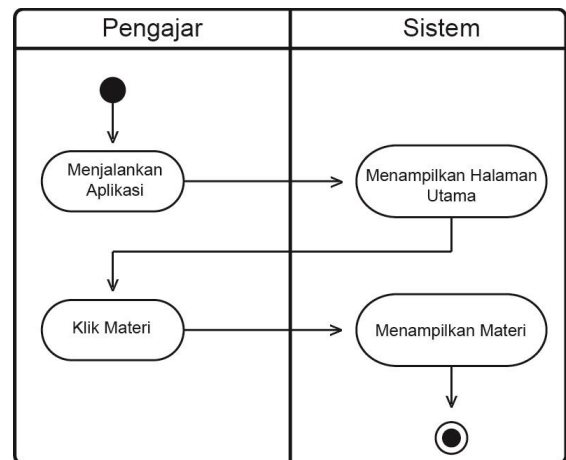 Pengajar
Sistem
Menjalankan
Aplikasi
Menampilkan Halaman
Utama
Klik Materi
Menampilkan Materi